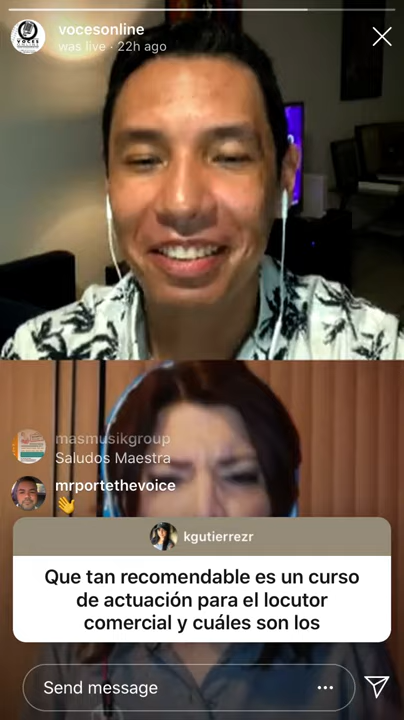 VOCES
vocesonline
was live · 22h ago
masmusikgroup
Saludos Maestra
mrportethevoice
👋
kgutierrezr
Que tan recomendable es un curso
de actuación para el locutor
comercial y cuáles son los
Send message